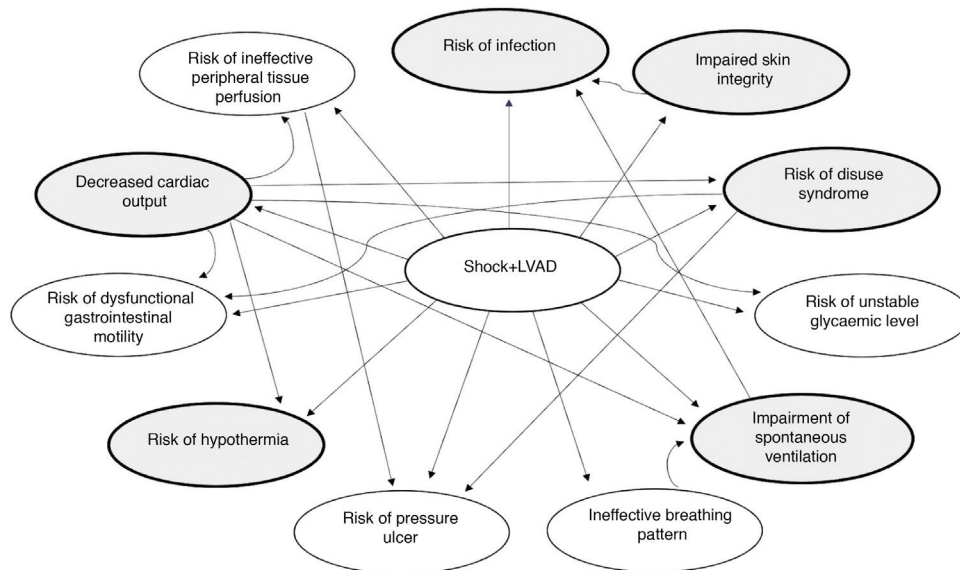 Risk of infection
Risk of ineffective
peripheral tissue
perfusion
Impaired skin
integrity
Decreased cardiac
output
Risk of disuse
syndrome
Shock+LVAD
Risk of dysfunctional
gastrointestinal
motility
Risk of unstable
glycaemic level
Risk of hypothermia
Impairment of
spontaneous
ventilation
Risk of pressure
ulcer
Ineffective breathing
pattern